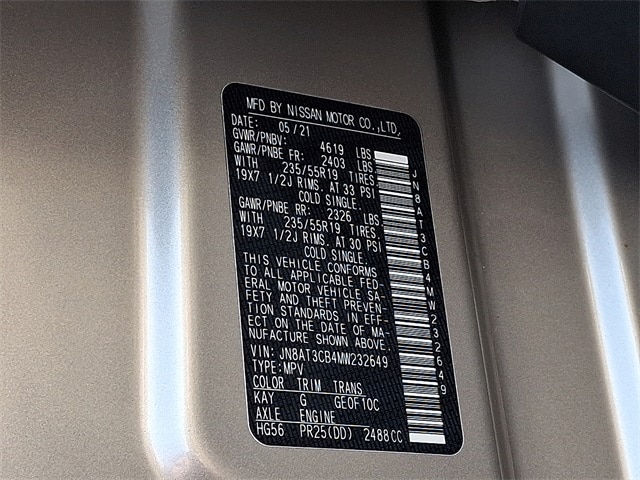 MFD BY NISSAN MOTOR CO.,LTD,
DATE: 05/21
GVWR/PNBV: 4619 LBS
GAWR/PNBE FR: 2403 LBS
WITH 235/55R19 TIRES.
19X7 1/2J RIMS. AT 33 PSI
COLD SINGLE.
GAWR/PNBE RR: 2326 LBS
WITH 235/55R19 TIRES.
19X7 1/2J RIMS. AT 30 PSI
COLD SINGLE.
THIS VEHICLE CONFORMS
TO ALL APPLICABLE FED-
ERAL MOTOR VEHICLE SA-
FETY AND THEFT PREVEN-
TION STANDARDS IN EFF-
ECT ON THE DATE OF MA-
NUFACTURE SHOWN ABOVE.
VIN: JN8AT3CB4MW232649
TYPE: MPV
COLOR TRIM TRANS
KAY G GE0F10C
AXLE ENGINE
HG56 PR25(DD) 2488CC
JN8AT3CB4MW232649